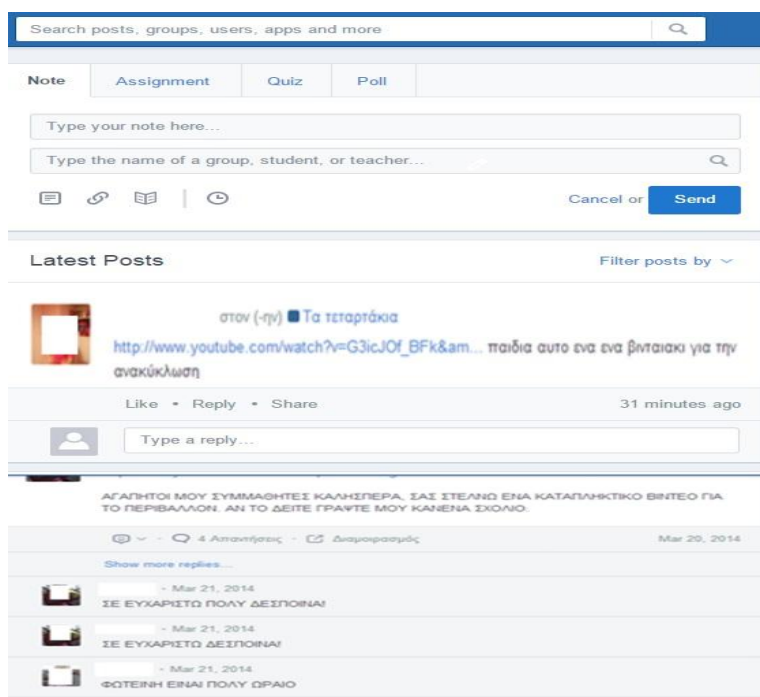 Search posts, groups, users, apps and more
Note Assignment Quiz Poll
Type your note here...
Type the name of a group, student, or teacher...
Cancel or Send
Latest Posts Filter posts by
στον (-ην) Τα τεταρτάκια
http://www.youtube.com/watch?v=G3icJOf_BFk&am... παιδια αυτο ενα ενα βινταιακι για την
ανακύκλωση
Like • Reply • Share 31 minutes ago
Type a reply...
ΑΓΑΠΗΤΟΙ ΜΟΥ ΣΥΜΜΑΘΗΤΕΣ ΚΑΛΗΣΠΕΡΑ, ΣΑΣ ΣΤΕΛΝΩ ΕΝΑ ΚΑΤΑΠΛΗΚΤΙΚΟ ΒΙΝΤΕΟ ΓΙΑ
ΤΟ ΠΕΡΙΒΑΛΛΟΝ. ΑΝ ΤΟ ΔΕΙΤΕ ΓΡΑΨΤΕ ΜΟΥ ΚΑΝΕΝΑ ΣΧΟΛΙΟ.
4 Απαντήσεις · Διαμοιρασμός Mar 20, 2014
Show more replies...
- Mar 21, 2014
ΣΕ ΕΥΧΑΡΙΣΤΩ ΠΟΛΥ ΔΕΣΠΟΙΝΑ!
- Mar 21, 2014
ΣΕ ΕΥΧΑΡΙΣΤΩ ΔΕΣΠΟΙΝΑ!
- Mar 21, 2014
ΦΩΤΕΙΝΗ ΕΙΝΑΙ ΠΟΛΥ ΩΡΑΙΟ